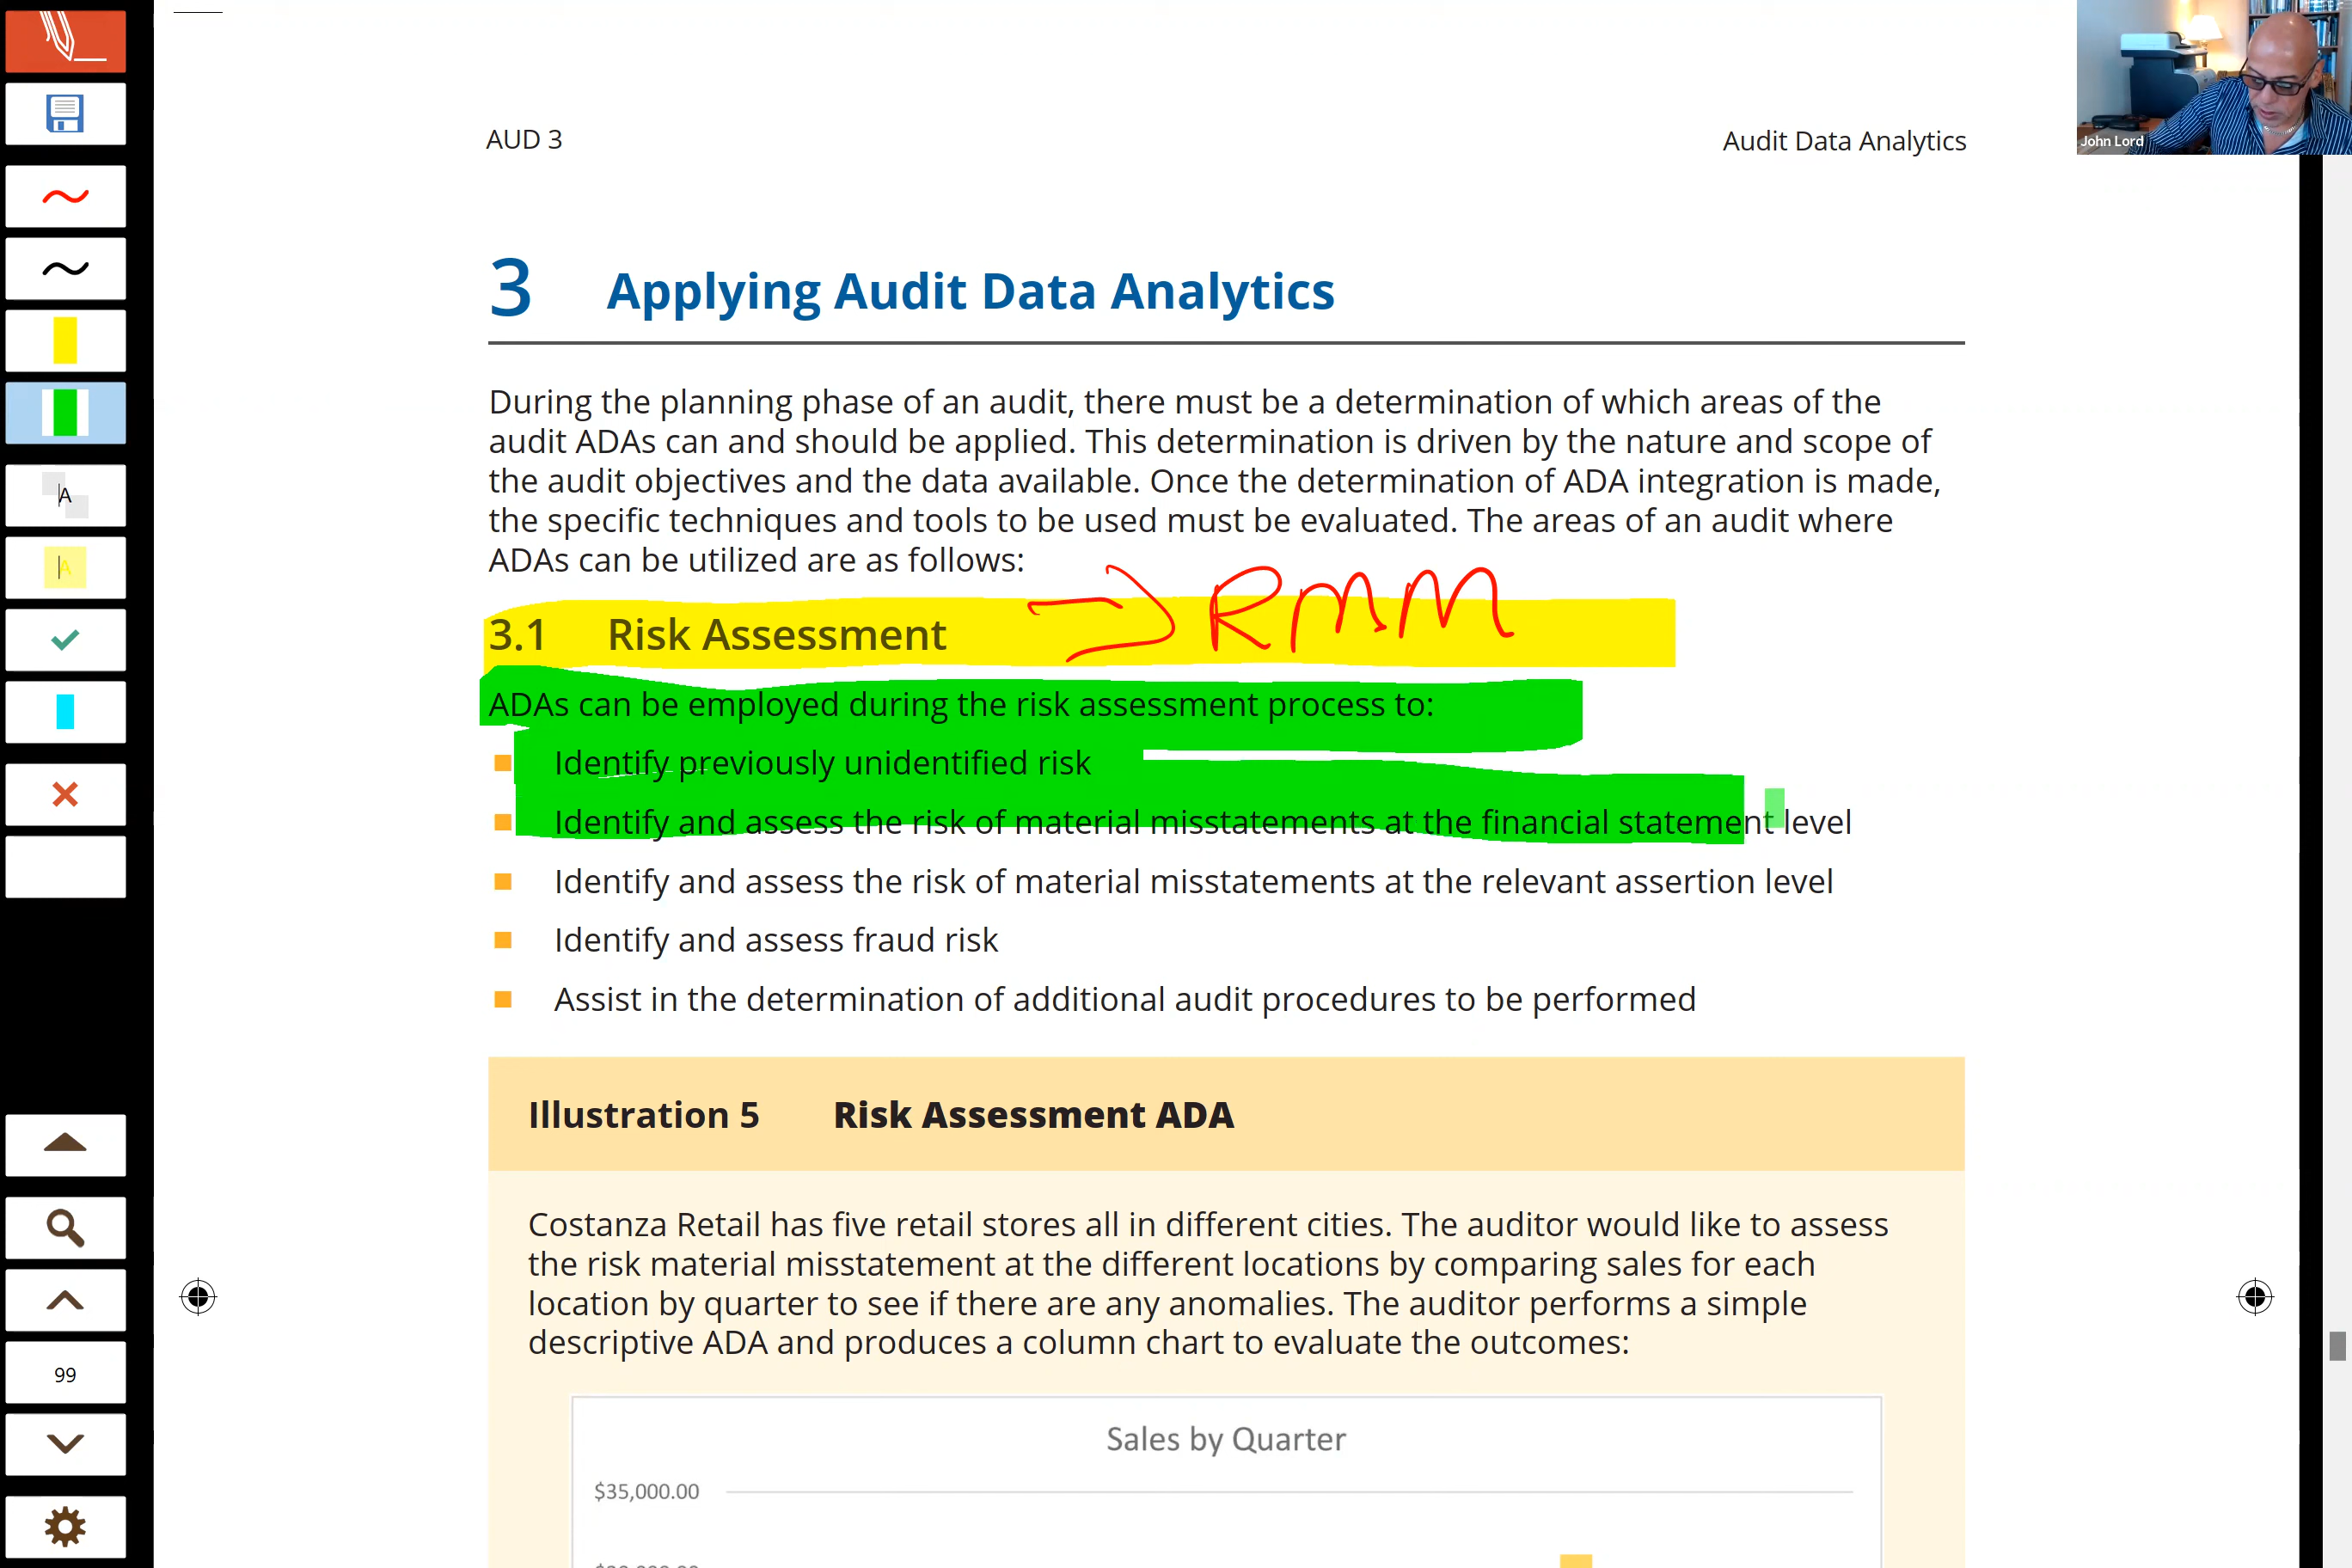 John Lord
AUD 3
Audit Data Analytics
3 Applying Audit Data Analytics
During the planning phase of an audit, there must be a determination of which areas of the
audit ADAs can and should be applied. This determination is driven by the nature and scope of
the audit objectives and the data available. Once the determination of ADA integration is made,
the specific techniques and tools to be used must be evaluated. The areas of an audit where
ADAs can be utilized are as follows:
3.1 Risk Assessment → RMM
ADAs can be employed during the risk assessment process to:
Identify previously unidentified risk
Identify and assess the risk of material misstatements at the financial statement level
Identify and assess the risk of material misstatements at the relevant assertion level
Identify and assess fraud risk
Assist in the determination of additional audit procedures to be performed
Illustration 5 Risk Assessment ADA
Costanza Retail has five retail stores all in different cities. The auditor would like to assess
the risk material misstatement at the different locations by comparing sales for each
location by quarter to see if there are any anomalies. The auditor performs a simple
descriptive ADA and produces a column chart to evaluate the outcomes:
Sales by Quarter
$35,000.00
A
A
99